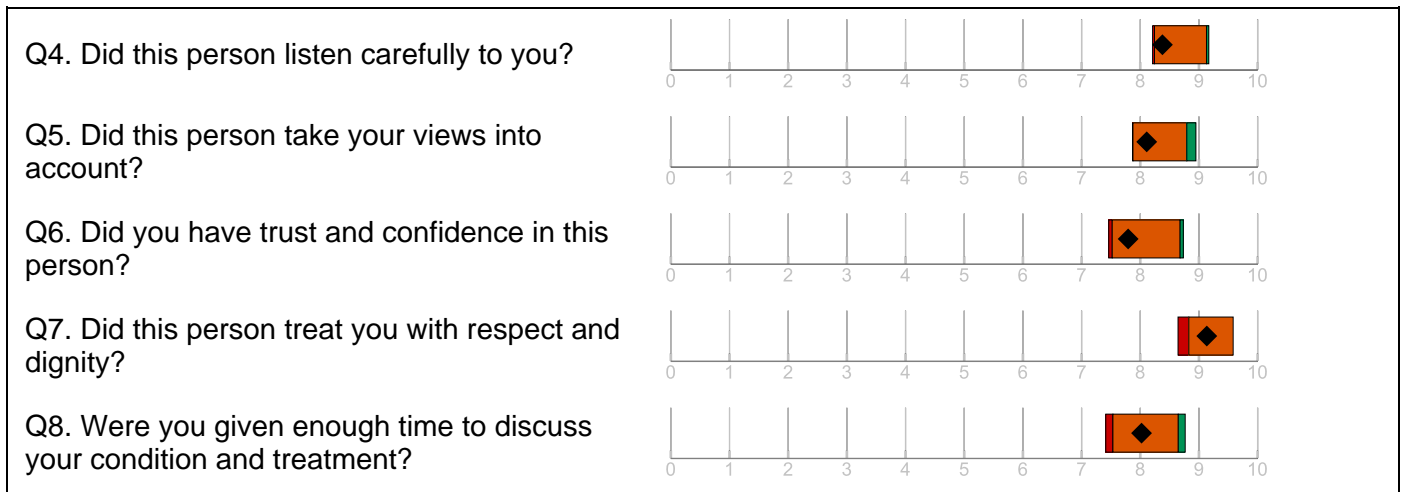 Q4. Did this person listen carefully to you?
0 1 2 3 4 5 6 7 8 9 10
Q5. Did this person take your views into
account?
0 1 2 3 4 5 6 7 8 9 10
Q6. Did you have trust and confidence in this
person?
0 1 2 3 4 5 6 7 8 9 10
Q7. Did this person treat you with respect and
dignity?
0 1 2 3 4 5 6 7 8 9 10
Q8. Were you given enough time to discuss
your condition and treatment?
0 1 2 3 4 5 6 7 8 9 10